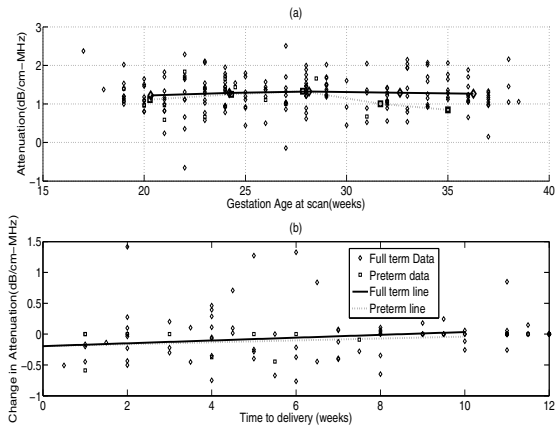 (a)
3
2
1
0
−1
Attenuation(dB/cm−MHz)
15 20 25 30 35 40
Gestation Age at scan(weeks)
(b)
1.5
1
0.5
0
−0.5
−1
Change in Attenuation(dB/cm−MHz)
Full term Data
Preterm data
Full term line
Preterm line
0 2 4 6 8 10 12
Time to delivery (weeks)